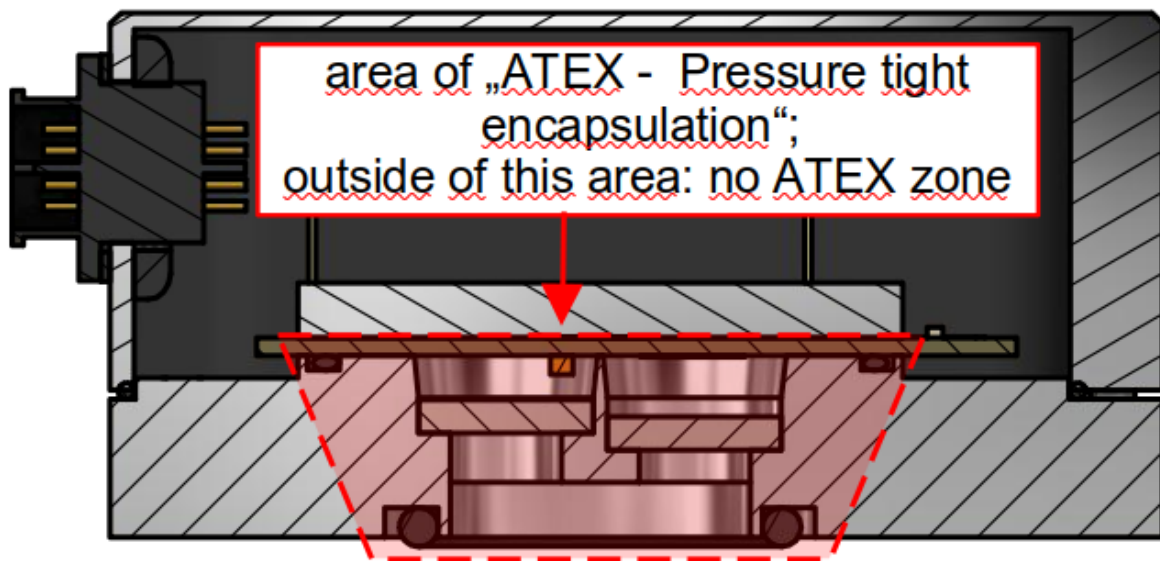 area of „ATEX -  Pressure tight
encapsulation“;
outside of this area: no ATEX zone